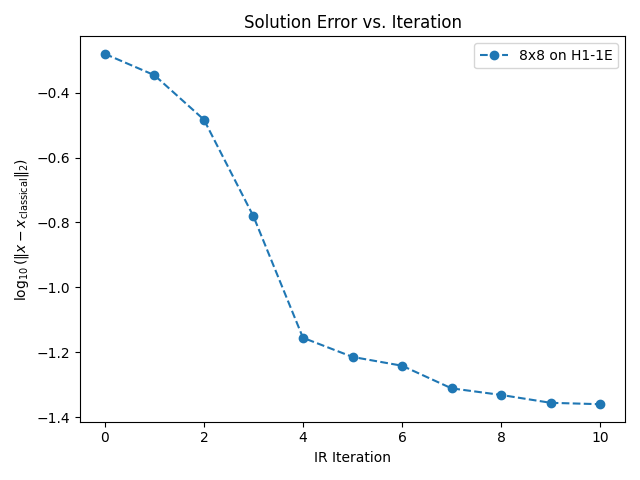 Solution Error vs. Iteration
8x8 on H1-1E
−0.4
−0.6
−0.8
−1.0
−1.2
−1.4
log₁₀ (‖x − x_classical‖₂)
0 2 4 6 8 10
IR Iteration